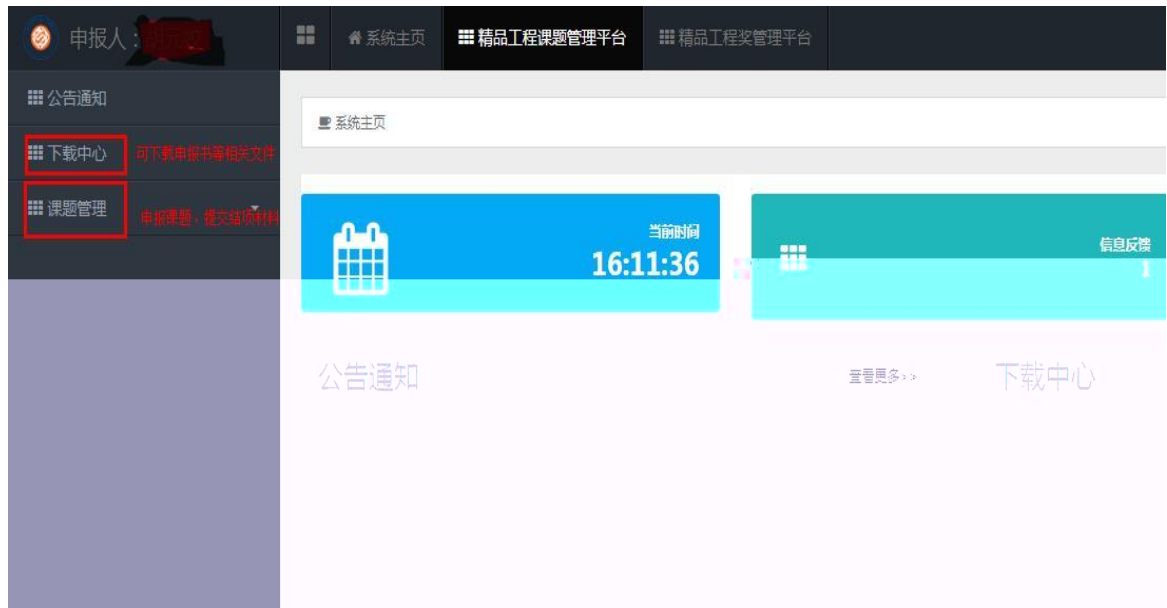 申报人：
系统主页
精品工程课题管理平台
精品工程奖管理平台
公告通知
下载中心
可下载申报书等相关文件
课题管理
申报课题、提交结项材料
系统主页
当前时间
16:11:36
信息反馈
1
公告通知
查看更多>>
下载中心